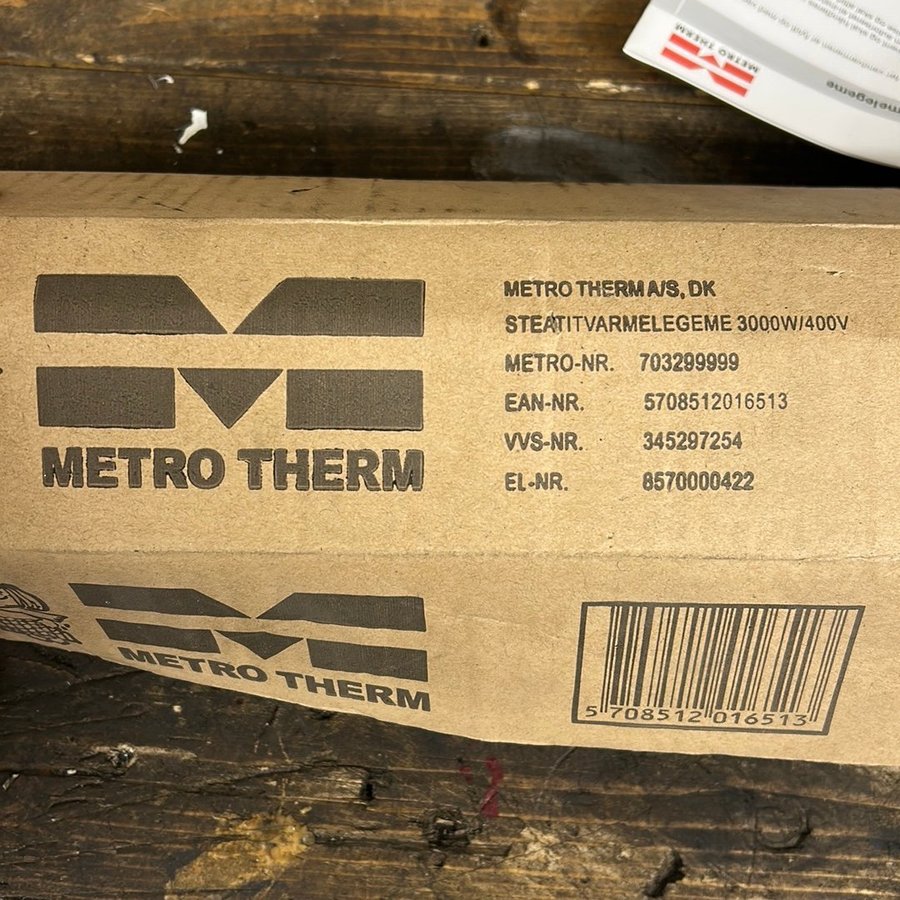 METRO THERM
METRO THERM A/S, DK
STEATITVARMELEGEME 3000W/400V
METRO-NR. 703299999
EAN-NR. 5708512016513
VVS-NR. 345297254
EL-NR. 8570000422
METRO THERM
METRO THERM
5 708512 016513